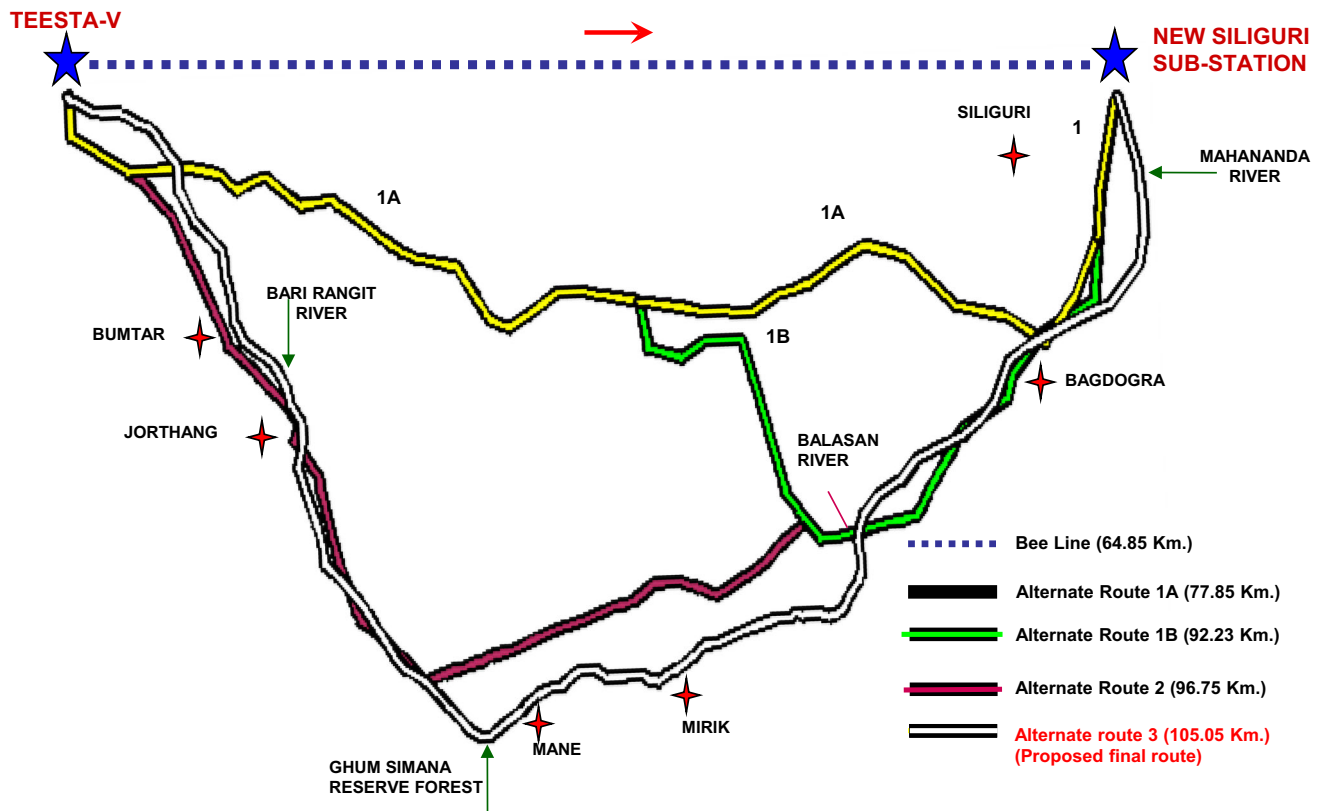 TEESTA-V
NEW SILIGURI
SUB-STATION
SILIGURI
1
MAHANANDA
RIVER
1A
1A
BARI RANGIT
RIVER
BUMTAR
1B
BAGDOGRA
JORTHANG
BALASAN
RIVER
Bee Line (64.85 Km.)
Alternate Route 1A (77.85 Km.)
Alternate Route 1B (92.23 Km.)
Alternate Route 2 (96.75 Km.)
Alternate route 3 (105.05 Km.)
(Proposed final route)
MIRIK
MANE
GHUM SIMANA
RESERVE FOREST